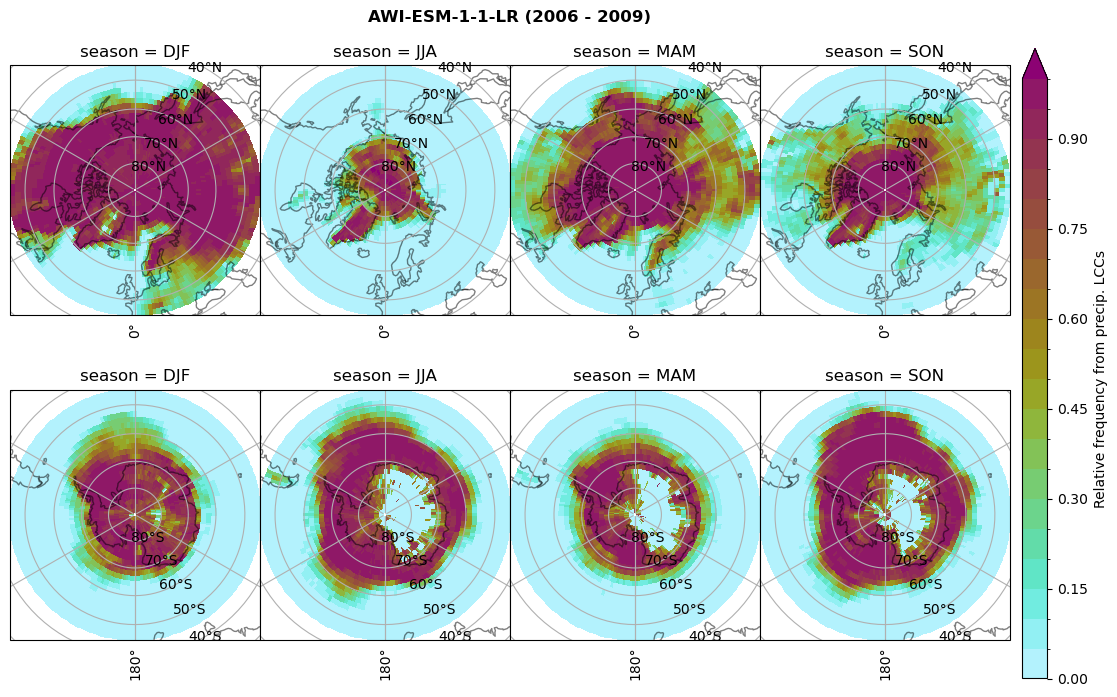 AWI-ESM-1-1-LR (2006 - 2009)
season = DJF
season = JJA
season = MAM
season = SON
40°N
50°N
60°N
70°N
80°N
40°N
50°N
60°N
70°N
80°N
40°N
50°N
60°N
70°N
80°N
40°N
50°N
60°N
70°N
80°N
0°
0°
0°
0°
season = DJF
season = JJA
season = MAM
season = SON
80°S
70°S
60°S
50°S
40°S
80°S
70°S
60°S
50°S
40°S
80°S
70°S
60°S
50°S
40°S
80°S
70°S
60°S
50°S
40°S
180°
180°
180°
180°
0.90
0.75
0.60
0.45
0.30
0.15
0.00
Relative frequency from precip. LCCs